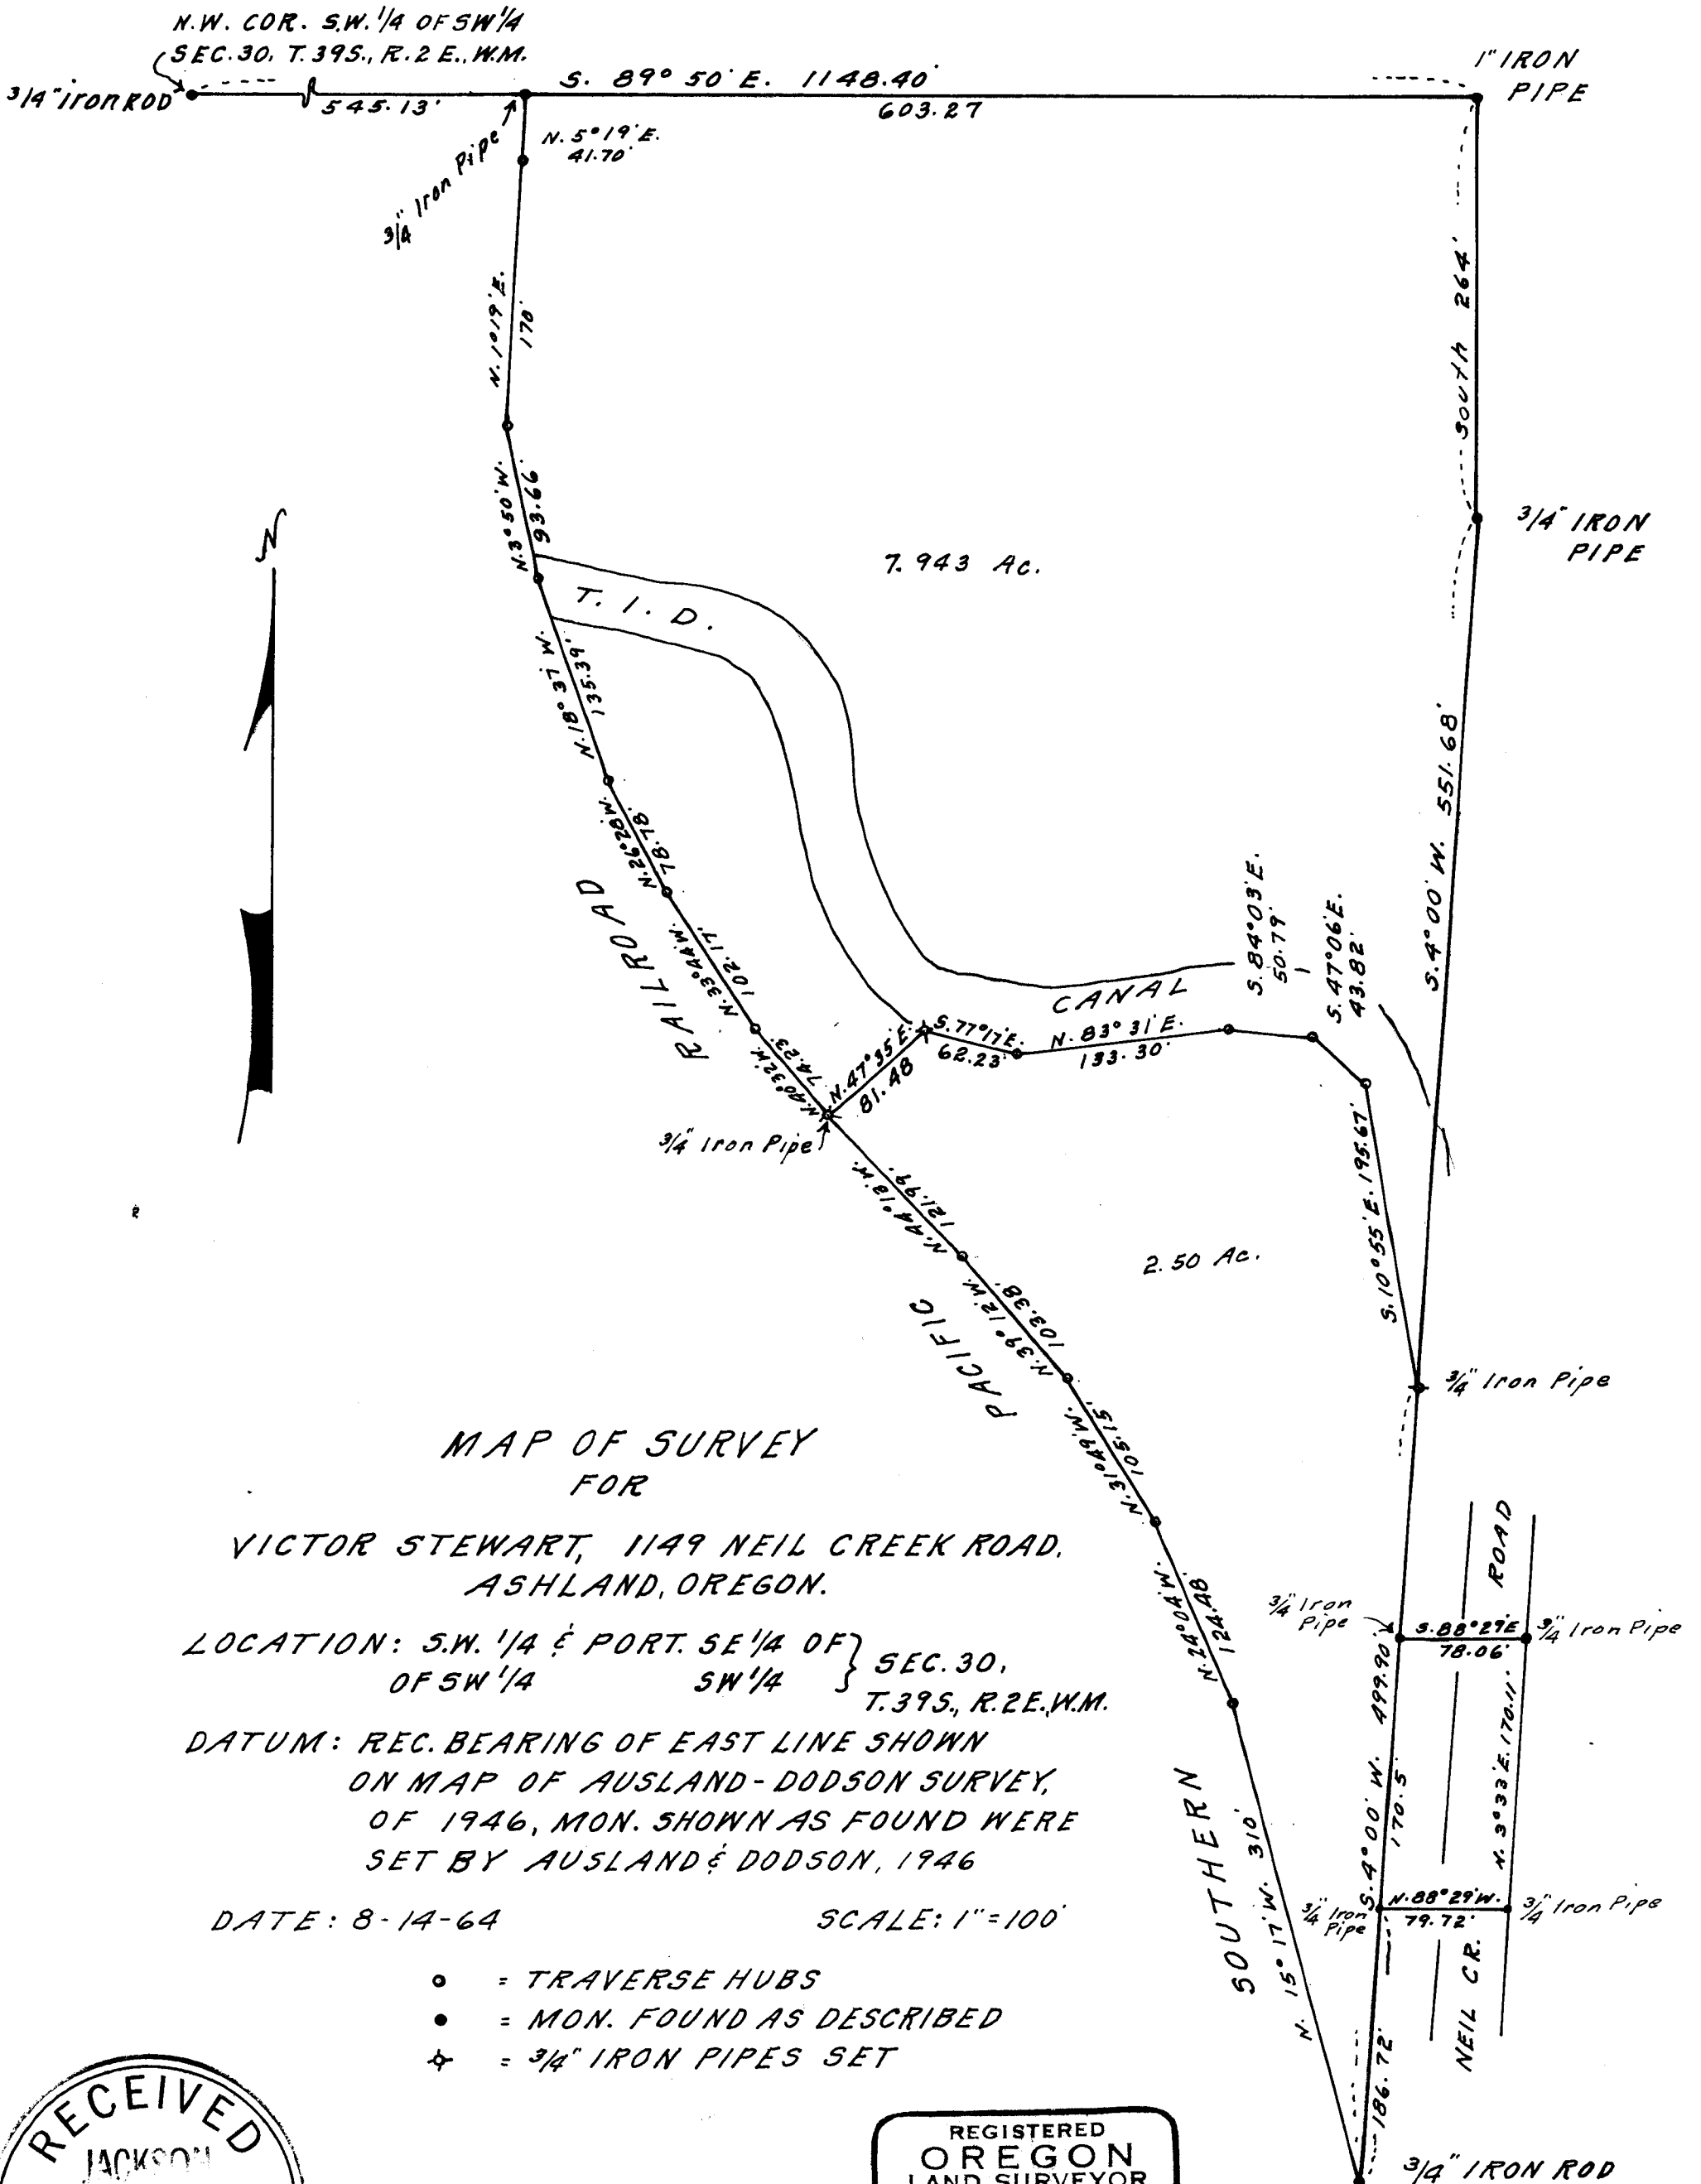 N.W. COR. S.W. 1/4 OF SW 1/4
SEC. 30, T. 39S., R. 2 E., W.M.
3/4" iron ROD
545.13'
S. 89° 50' E. 1148.40'
603.27
1" IRON
PIPE
3/4" Iron Pipe
N. 5° 19' E.
41.70'
N. 1° 19' E.
170'
South 264'
N. 3° 50' W.
93.66'
3/4" IRON
PIPE
7.943 Ac.
N
T. I. D.
N. 18° 37' W.
135.39'
S. 4° 00' W. 551.68'
N. 26° 28' W.
78.78'
RAILROAD
N. 33° 44' W.
102.17'
CANAL
S. 84° 03' E.
50.79'
S. 47° 06' E.
43.82'
N. 40° 32' W.
74.23'
N. 47° 35' E.
81.48
S. 77° 17' E.
62.23'
N. 83° 31' E.
133.30'
3/4" Iron Pipe
S. 10° 55' E. 195.67'
N. 44° 13' W.
121.99'
2.50 Ac.
N. 39° 12' W.
103.38'
PACIFIC
3/4" Iron Pipe
N. 31° 49' W.
105.15'
MAP OF SURVEY
FOR
VICTOR STEWART, 1149 NEIL CREEK ROAD.
ASHLAND, OREGON.
LOCATION: S.W. 1/4 & PORT. SE 1/4 OF } SEC. 30,
OF SW 1/4 SW 1/4 T. 39S., R. 2E., W.M.
DATUM: REC. BEARING OF EAST LINE SHOWN
ON MAP OF AUSLAND-DODSON SURVEY,
OF 1946, MON. SHOWN AS FOUND WERE
SET BY AUSLAND & DODSON, 1946
DATE: 8-14-64
SCALE: 1"=100'
= TRAVERSE HUBS
= MON. FOUND AS DESCRIBED
= 3/4" IRON PIPES SET
N. 24° 04' W.
124.48'
ROAD
3/4" Iron
Pipe
S. 88° 29' E
78.06'
3/4" Iron Pipe
S. 4° 00' W. 499.90'
170.5'
N. 3° 33' E. 170.11'
SOUTHERN
N. 15° 17' W. 310'
3/4" Iron
Pipe
N. 88° 29' W.
79.72'
3/4" Iron Pipe
NEIL CR.
186.72'
3/4" IRON ROD
RECEIVED
JACKSON
REGISTERED
OREGON
LAND SURVEYOR